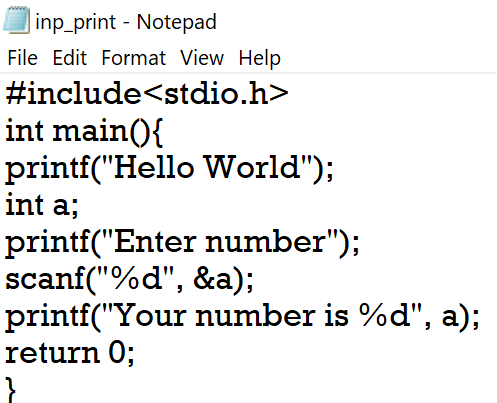 inp_print - Notepad
File Edit Format View Help
#include<stdio.h>
int main(){
printf("Hello World");
int a;
printf("Enter number");
scanf("%d", &a);
printf("Your number is %d", a);
return 0;
}